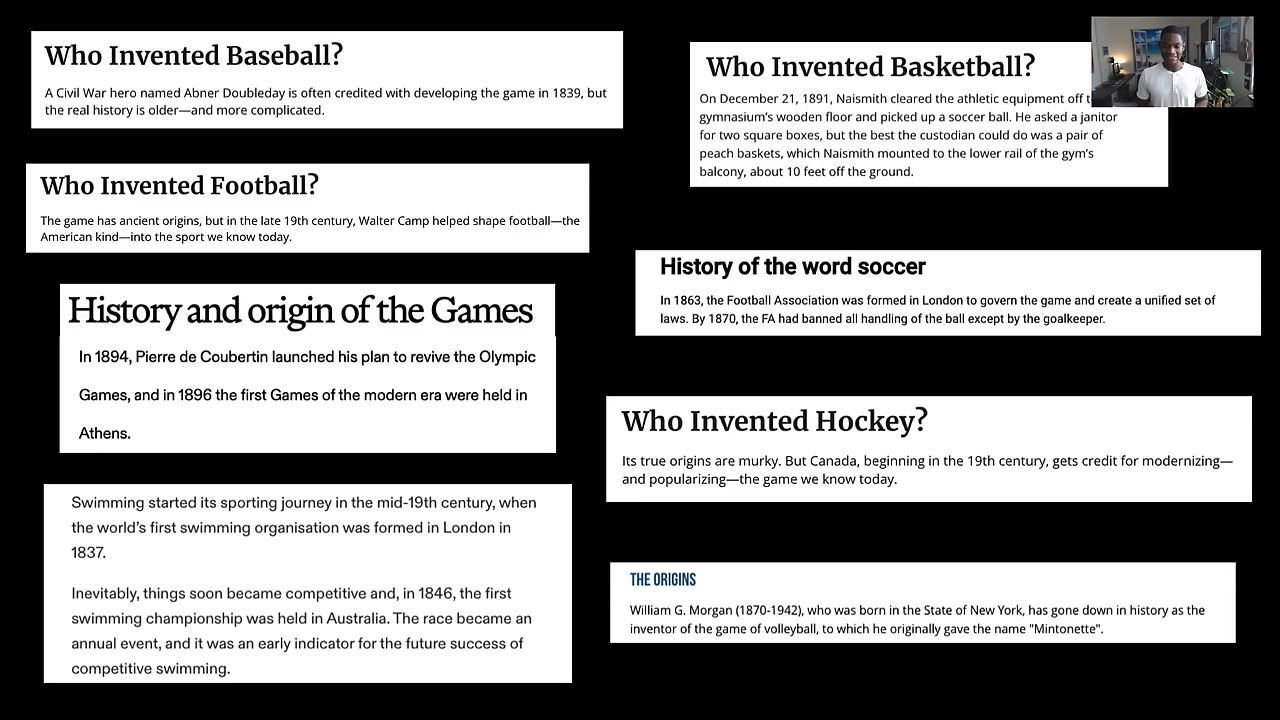 Who Invented Baseball?
A Civil War hero named Abner Doubleday is often credited with developing the game in 1839, but
the real history is older—and more complicated.
Who Invented Football?
The game has ancient origins, but in the late 19th century, Walter Camp helped shape football—the
American kind—into the sport we know today.
History and origin of the Games
In 1894, Pierre de Coubertin launched his plan to revive the Olympic
Games, and in 1896 the first Games of the modern era were held in
Athens.
Swimming started its sporting journey in the mid-19th century, when
the world's first swimming organisation was formed in London in
1837.
Inevitably, things soon became competitive and, in 1846, the first
swimming championship was held in Australia. The race became an
annual event, and it was an early indicator for the future success of
competitive swimming.
Who Invented Basketball?
On December 21, 1891, Naismith cleared the athletic equipment off
gymnasium's wooden floor and picked up a soccer ball. He asked a janitor
for two square boxes, but the best the custodian could do was a pair of
peach baskets, which Naismith mounted to the lower rail of the gym's
balcony, about 10 feet off the ground.
History of the word soccer
In 1863, the Football Association was formed in London to govern the game and create a unified set of
laws. By 1870, the FA had banned all handling of the ball except by the goalkeeper.
Who Invented Hockey?
Its true origins are murky. But Canada, beginning in the 19th century, gets credit for modernizing—
and popularizing—the game we know today.
THE ORIGINS
William G. Morgan (1870-1942), who was born in the State of New York, has gone down in history as the
inventor of the game of volleyball, to which he originally gave the name "Mintonette".